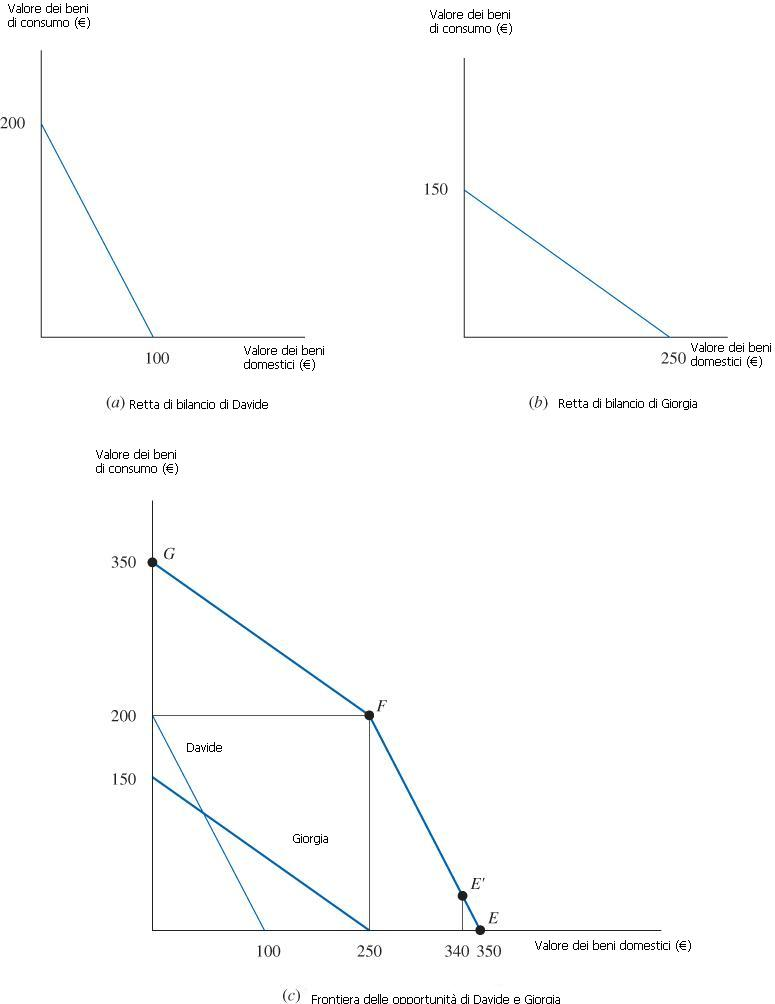 Valore dei beni
di consumo (€)
200
100
Valore dei beni
domestici (€)
(a) Retta di bilancio di Davide
Valore dei beni
di consumo (€)
150
250
Valore dei beni
domestici (€)
(b) Retta di bilancio di Giorgia
Valore dei beni
di consumo (€)
350
G
200
F
Davide
150
Giorgia
E'
E
100
250
340
350
Valore dei beni domestici (€)
(c) Frontiera delle opportunità di Davide e Giorgia